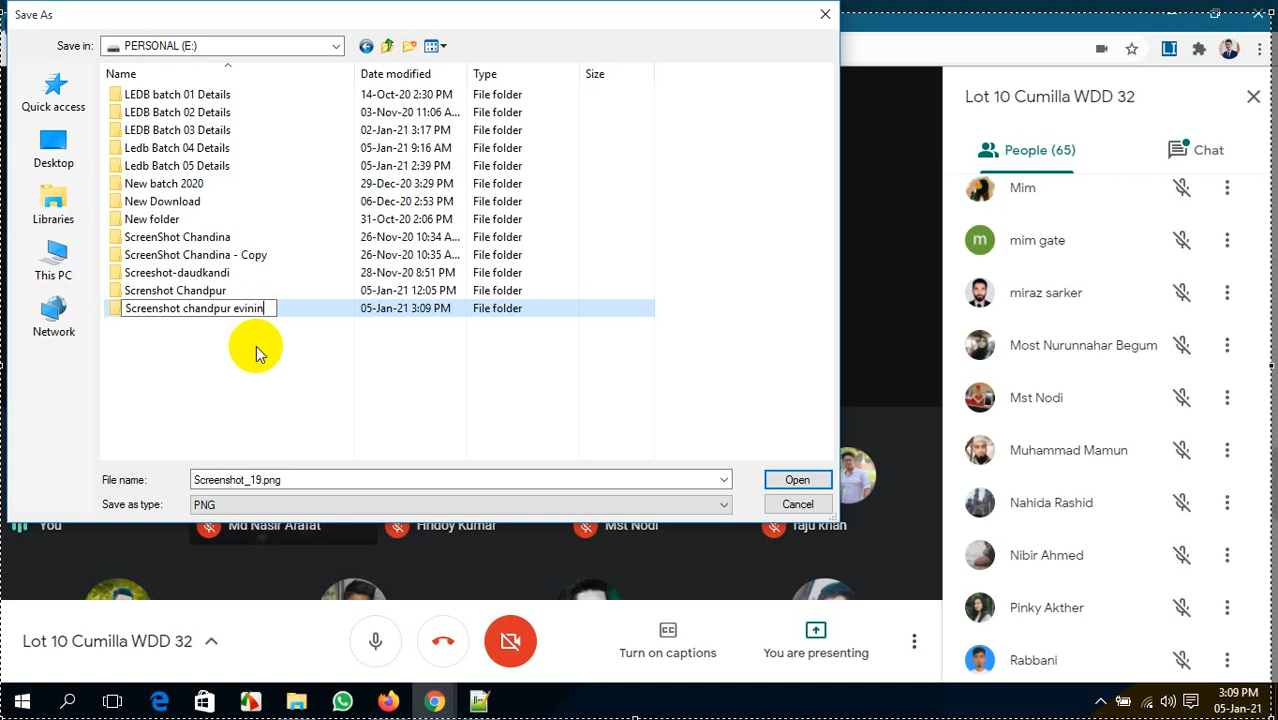 Save As
Save in: PERSONAL (E:)
Name Date modified Type Size
LEDB batch 01 Details 14-Oct-20 2:30 PM File folder
LEDB Batch 02 Details 03-Nov-20 11:06 A... File folder
LEDB Batch 03 Details 02-Jan-21 3:17 PM File folder
Ledb Batch 04 Details 05-Jan-21 9:16 AM File folder
Ledb Batch 05 Details 05-Jan-21 2:39 PM File folder
New batch 2020 29-Dec-20 3:29 PM File folder
New Download 06-Dec-20 2:53 PM File folder
New folder 31-Oct-20 2:06 PM File folder
ScreenShot Chandina 26-Nov-20 10:34 A... File folder
ScreenShot Chandina - Copy 26-Nov-20 10:35 A... File folder
Screeshot-daudkandi 28-Nov-20 8:51 PM File folder
Screnshot Chandpur 05-Jan-21 12:05 PM File folder
Screenshot chandpur evinin 05-Jan-21 3:09 PM File folder
Quick access
Desktop
Libraries
This PC
Network
File name: Screenshot_19.png Open
Save as type: PNG Cancel
You Md Nasir Arafat Hridoy Kumar Mst Nodi raju khan
Lot 10 Cumilla WDD 32
People (65) Chat
Mim
m mim gate
miraz sarker
Most Nurunnahar Begum
Mst Nodi
Muhammad Mamun
Nahida Rashid
Nibir Ahmed
Pinky Akther
Rabbani
Lot 10 Cumilla WDD 32
CC
Turn on captions
You are presenting
LI
3:09 PM
05-Jan-21